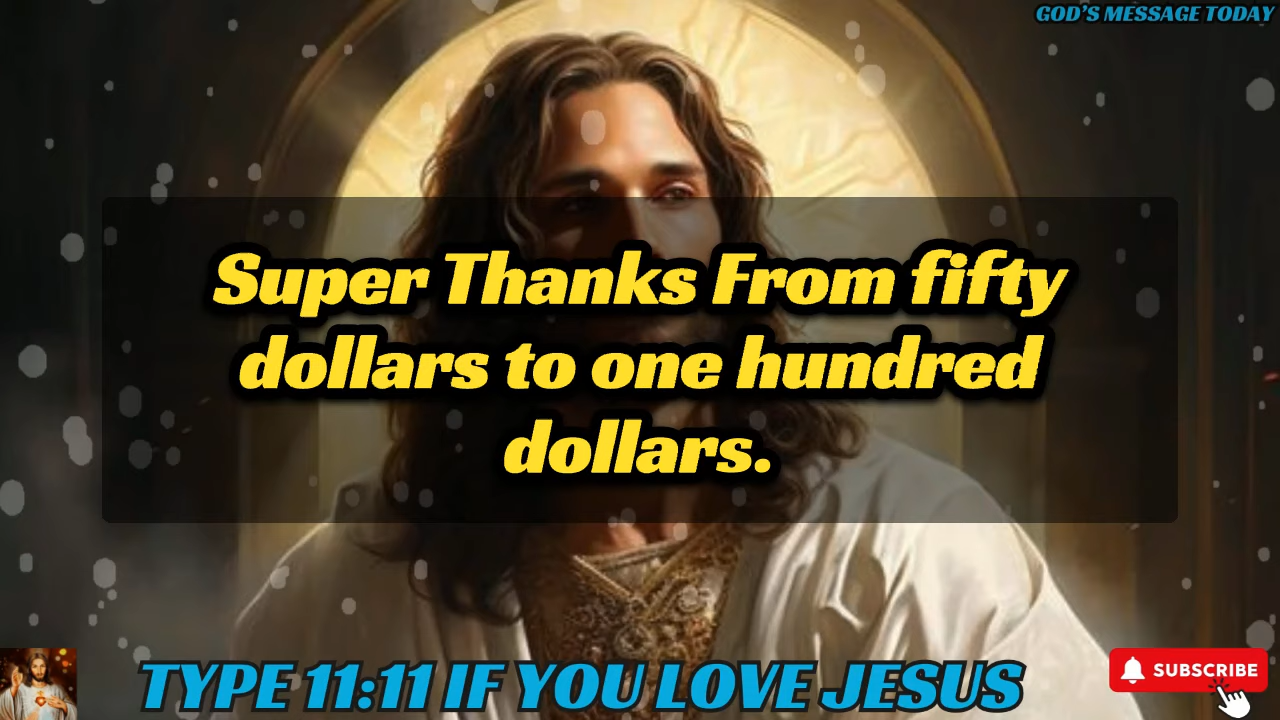 GOD'S MESSAGE TODAY
Super Thanks From fifty
dollars to one hundred
dollars.
TYPE 11:11 IF YOU LOVE JESUS
SUBSCRIBE